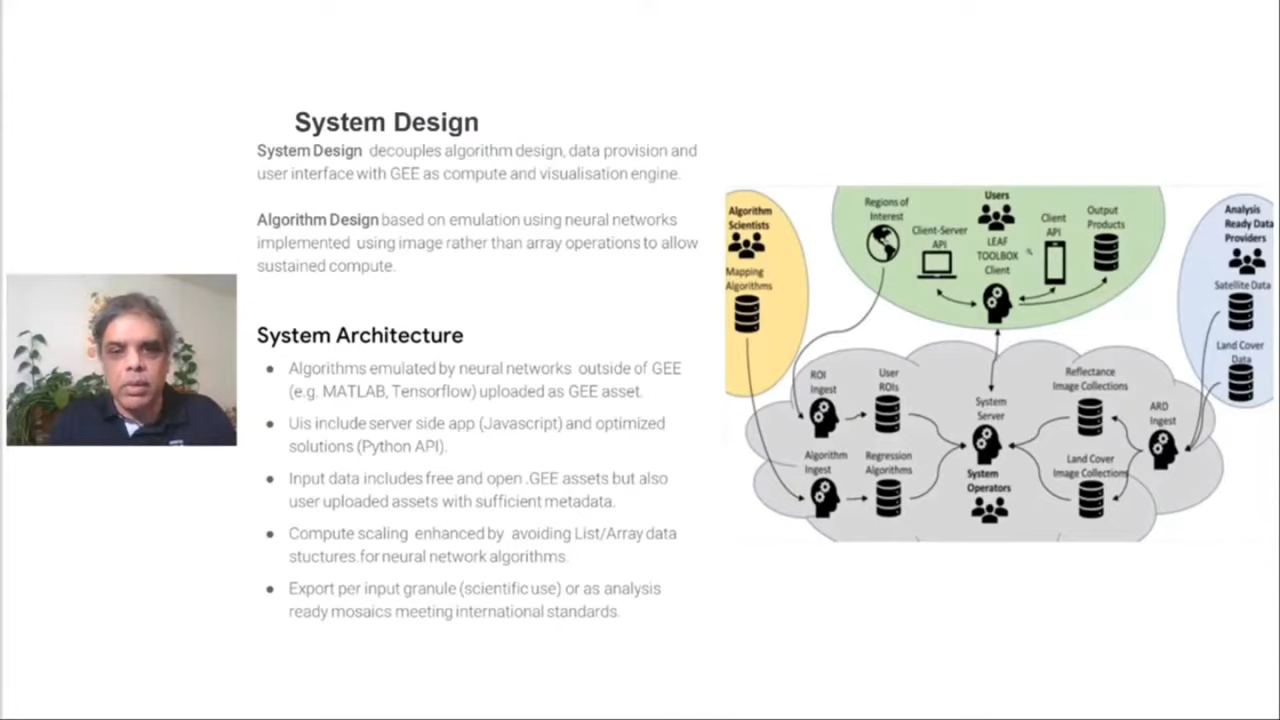 System Design
System Design decouples algorithm design, data provision and
user interface with GEE as compute and visualisation engine.
Algorithm Design based on emulation using neural networks
implemented using image rather than array operations to allow
sustained compute.
System Architecture
● Algorithms emulated by neural networks outside of GEE
(e.g. MATLAB, Tensorflow) uploaded as GEE asset.
● Uis include server side app (Javascript) and optimized
solutions (Python API).
● Input data includes free and open .GEE assets but also
user uploaded assets with sufficient metadata.
● Compute scaling enhanced by avoiding List/Array data
stuctures.for neural network algorithms.
● Export per input granule (scientific use) or as analysis
ready mosaics meeting international standards.
Algorithm
Scientists
Mapping
Algorithms
Regions of
Interest
Client-Server
API
Users
LEAF
TOOLBOX
Client
Client
API
Output
Products
Analysis
Ready Data
Providers
Satellite Data
Land Cover
Data
ROI
Ingest
User
ROIs
System
Server
Reflectance
Image Collections
ARD
Ingest
Algorithm
Ingest
Regression
Algorithms
System
Operators
Land Cover
Image Collections